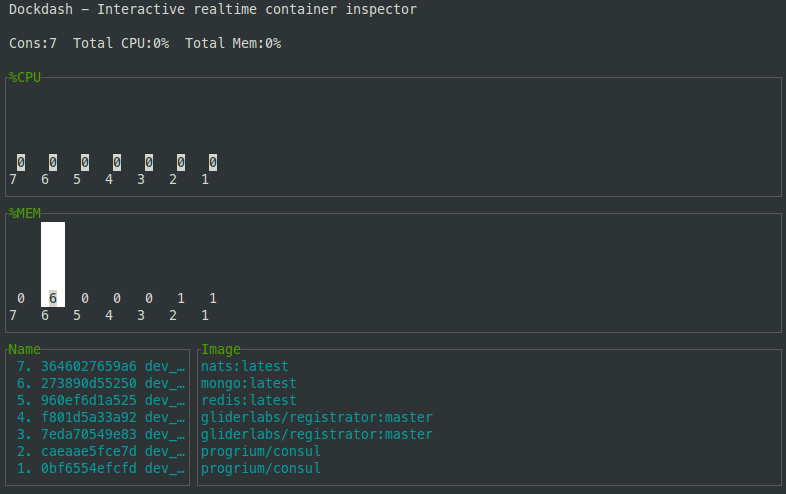 Dockdash – Interactive realtime container inspector
Cons:7 Total CPU:0% Total Mem:0%
%CPU
0 0 0 0 0 0 0
7 6 5 4 3 2 1
%MEM
0 6 0 0 0 1 1
7 6 5 4 3 2 1
Name Image
7. 3646027659a6 dev_… nats:latest
6. 273890d55250 dev_… mongo:latest
5. 960ef6d1a525 dev_… redis:latest
4. f801d5a33a92 dev_… gliderlabs/registrator:master
3. 7eda70549e83 dev_… gliderlabs/registrator:master
2. caeaae5fce7d dev_… progrium/consul
1. 0bf6554efcfd dev_… progrium/consul